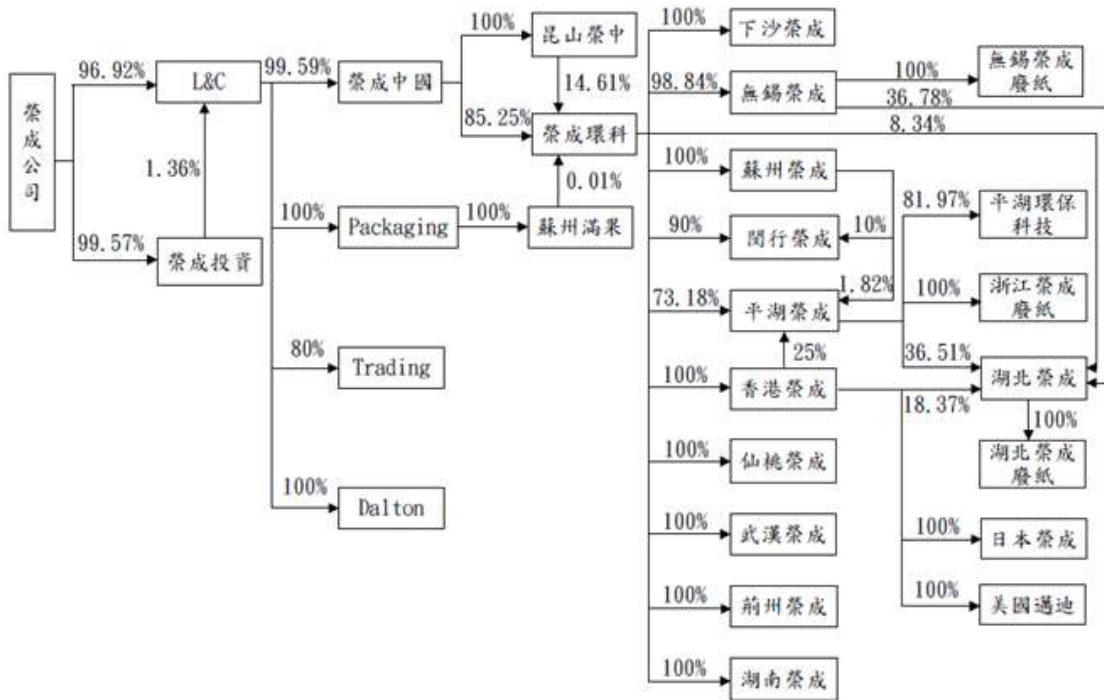 榮成公司
96.92%
L&C
99.59%
榮成中國
100%
昆山榮中
14.61%
85.25%
榮成環科
0.01%
1.36%
99.57%
榮成投資
100%
Packaging
100%
蘇州滿果
80%
Trading
100%
Dalton
100%
下沙榮成
98.84%
無錫榮成
100%
無錫榮成
廢紙
36.78%
8.34%
100%
蘇州榮成
90%
閔行榮成
10%
1.82%
73.18%
平湖榮成
25%
81.97%
平湖環保
科技
100%
浙江榮成
廢紙
36.51%
湖北榮成
100%
香港榮成
18.37%
100%
湖北榮成
廢紙
100%
仙桃榮成
100%
武漢榮成
100%
日本榮成
100%
荊州榮成
100%
美國邁迪
100%
湖南榮成